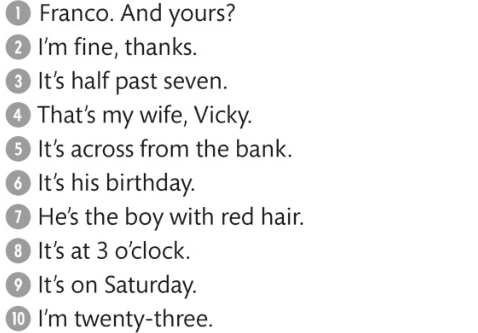 1 Franco. And yours?
2 I'm fine, thanks.
3 It's half past seven.
4 That's my wife, Vicky.
5 It's across from the bank.
6 It's his birthday.
7 He's the boy with red hair.
8 It's at 3 o'clock.
9 It's on Saturday.
10 I'm twenty-three.